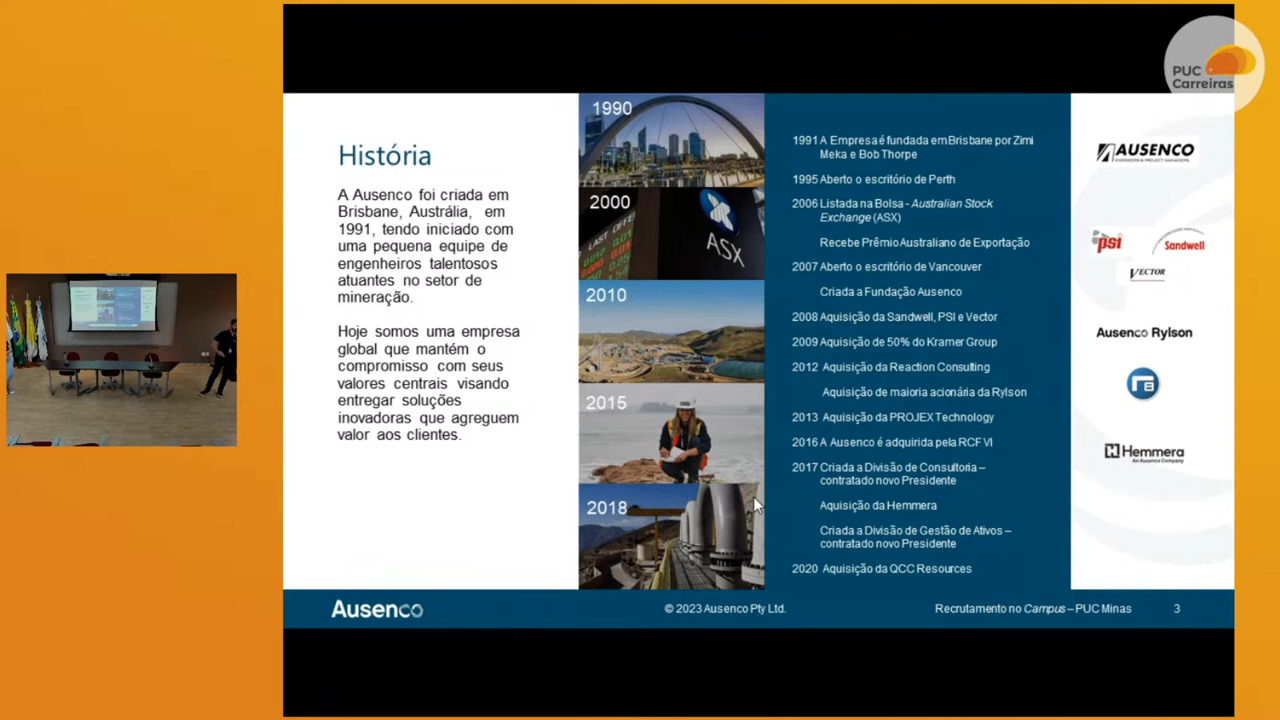 PUC
Carreiras
História
A Ausenco foi criada em
Brisbane, Austrália, em
1991, tendo iniciado com
uma pequena equipe de
engenheiros talentosos
atuantes no setor de
mineração.
Hoje somos uma empresa
global que mantém o
compromisso com seus
valores centrais visando
entregar soluções
inovadoras que agreguem
valor aos clientes.
1990
2000
LAST OFFE
ASX
2010
2015
2018
1991 A Empresa é fundada em Brisbane por Zimi
Meka e Bob Thorpe
1995 Aberto o escritório de Perth
2006 Listada na Bolsa - Australian Stock
Exchange (ASX)
Recebe Prêmio Australiano de Exportação
2007 Aberto o escritório de Vancouver
Criada a Fundação Ausenco
2008 Aquisição da Sandwell, PSI e Vector
2009 Aquisição de 50% do Kramer Group
2012 Aquisição da Reaction Consulting
Aquisição de maioria acionária da Rylson
2013 Aquisição da PROJEX Technology
2016 A Ausenco é adquirida pela RCF VI
2017 Criada a Divisão de Consultoria –
contratado novo Presidente
Aquisição da Hemmera
Criada a Divisão de Gestão de Ativos –
contratado novo Presidente
2020 Aquisição da QCC Resources
AUSENCO
ENGINEERS & PROJECT MANAGERS
psi
Sandwell
VECTOR
Ausenco Rylson
Hemmera
An Ausenco Company
Ausenco
© 2023 Ausenco Pty Ltd.
Recrutamento no Campus – PUC Minas
3